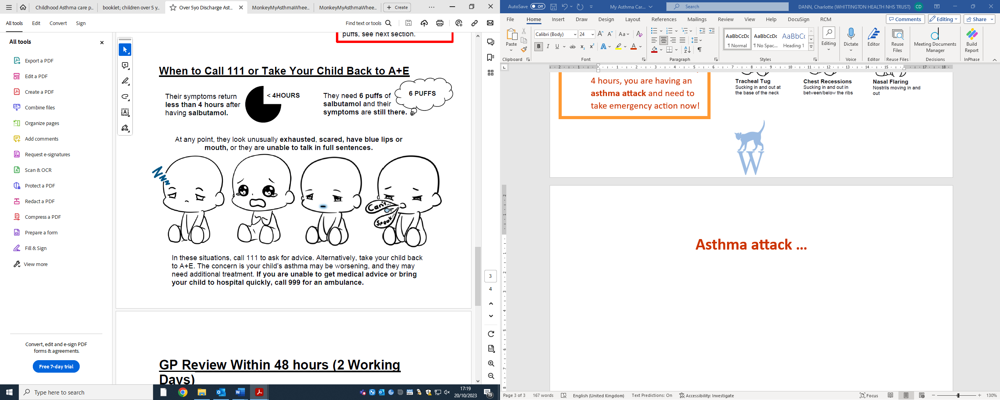 Childhood Asthma care p...
booklet; children over 5 y...
Over 5yo Discharge Ast...
MonkeyMyAsthmaWhee...
MonkeyMyAsthmaWhee...
Create
All tools
Edit
Convert
Sign
Find text or tools
All tools
Export a PDF
Edit a PDF
Create a PDF
Combine files
Organize pages
Add comments
Request e-signatures
Scan & OCR
Protect a PDF
Redact a PDF
Compress a PDF
Prepare a form
Fill & Sign
View more
Convert, edit and e-sign PDF
forms & agreements.
Free 7-day trial
puffs, see next section.
When to Call 111 or Take Your Child Back to A+E
Their symptoms return
less than 4 hours after
having salbutamol.
< 4HOURS
They need 6 puffs of
salbutamol and their
symptoms are still there.
6 PUFFS
At any point, they look unusually exhausted, scared, have blue lips or
mouth, or they are unable to talk in full sentences.
Can't...
Speak...
In these situations, call 111 to ask for advice. Alternatively, take your child back
to A+E. The concern is your child's asthma may be worsening, and they may
need additional treatment. If you are unable to get medical advice or bring
your child to hospital quickly, call 999 for an ambulance.
GP Review Within 48 hours (2 Working
Days)
3
4
Type here to search
17:19
20/10/2023
19
AutoSave
Off
My Asthma Car...
Search
DANN, Charlotte (WHITTINGTON HEALTH NHS TRUST)
CD
File
Home
Insert
Draw
Design
Layout
References
Mailings
Review
View
Help
DocuSign
RCM
Comments
Editing
Share
Paste
Clipboard
Calibri (Body)
24
Font
Paragraph
AaBbCcDc
¶ Normal
AaBbCcDc
¶ No Spac...
AaBbCc
Heading 1
Styles
Editing
Dictate
Voice
Editor
Editor
Reuse
Files
Reuse Files
Meeting Documents
Manager
Decisions
Build
Report
InPhase
4 hours, you are having an
asthma attack and need to
take emergency action now!
Tracheal Tug
Sucking in and out at
the base of the neck
Chest Recessions
Sucking in and out in
between/below the ribs
Nasal Flaring
Nostrils moving in and
out
W
Asthma attack ...
Page 3 of 3
167 words
English (United Kingdom)
Text Predictions: On
Accessibility: Investigate
Focus
130%